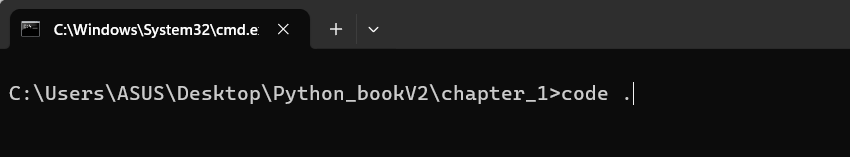 C:\Windows\System32\cmd.e
C:\Users\ASUS\Desktop\Python_bookV2\chapter_1>code .